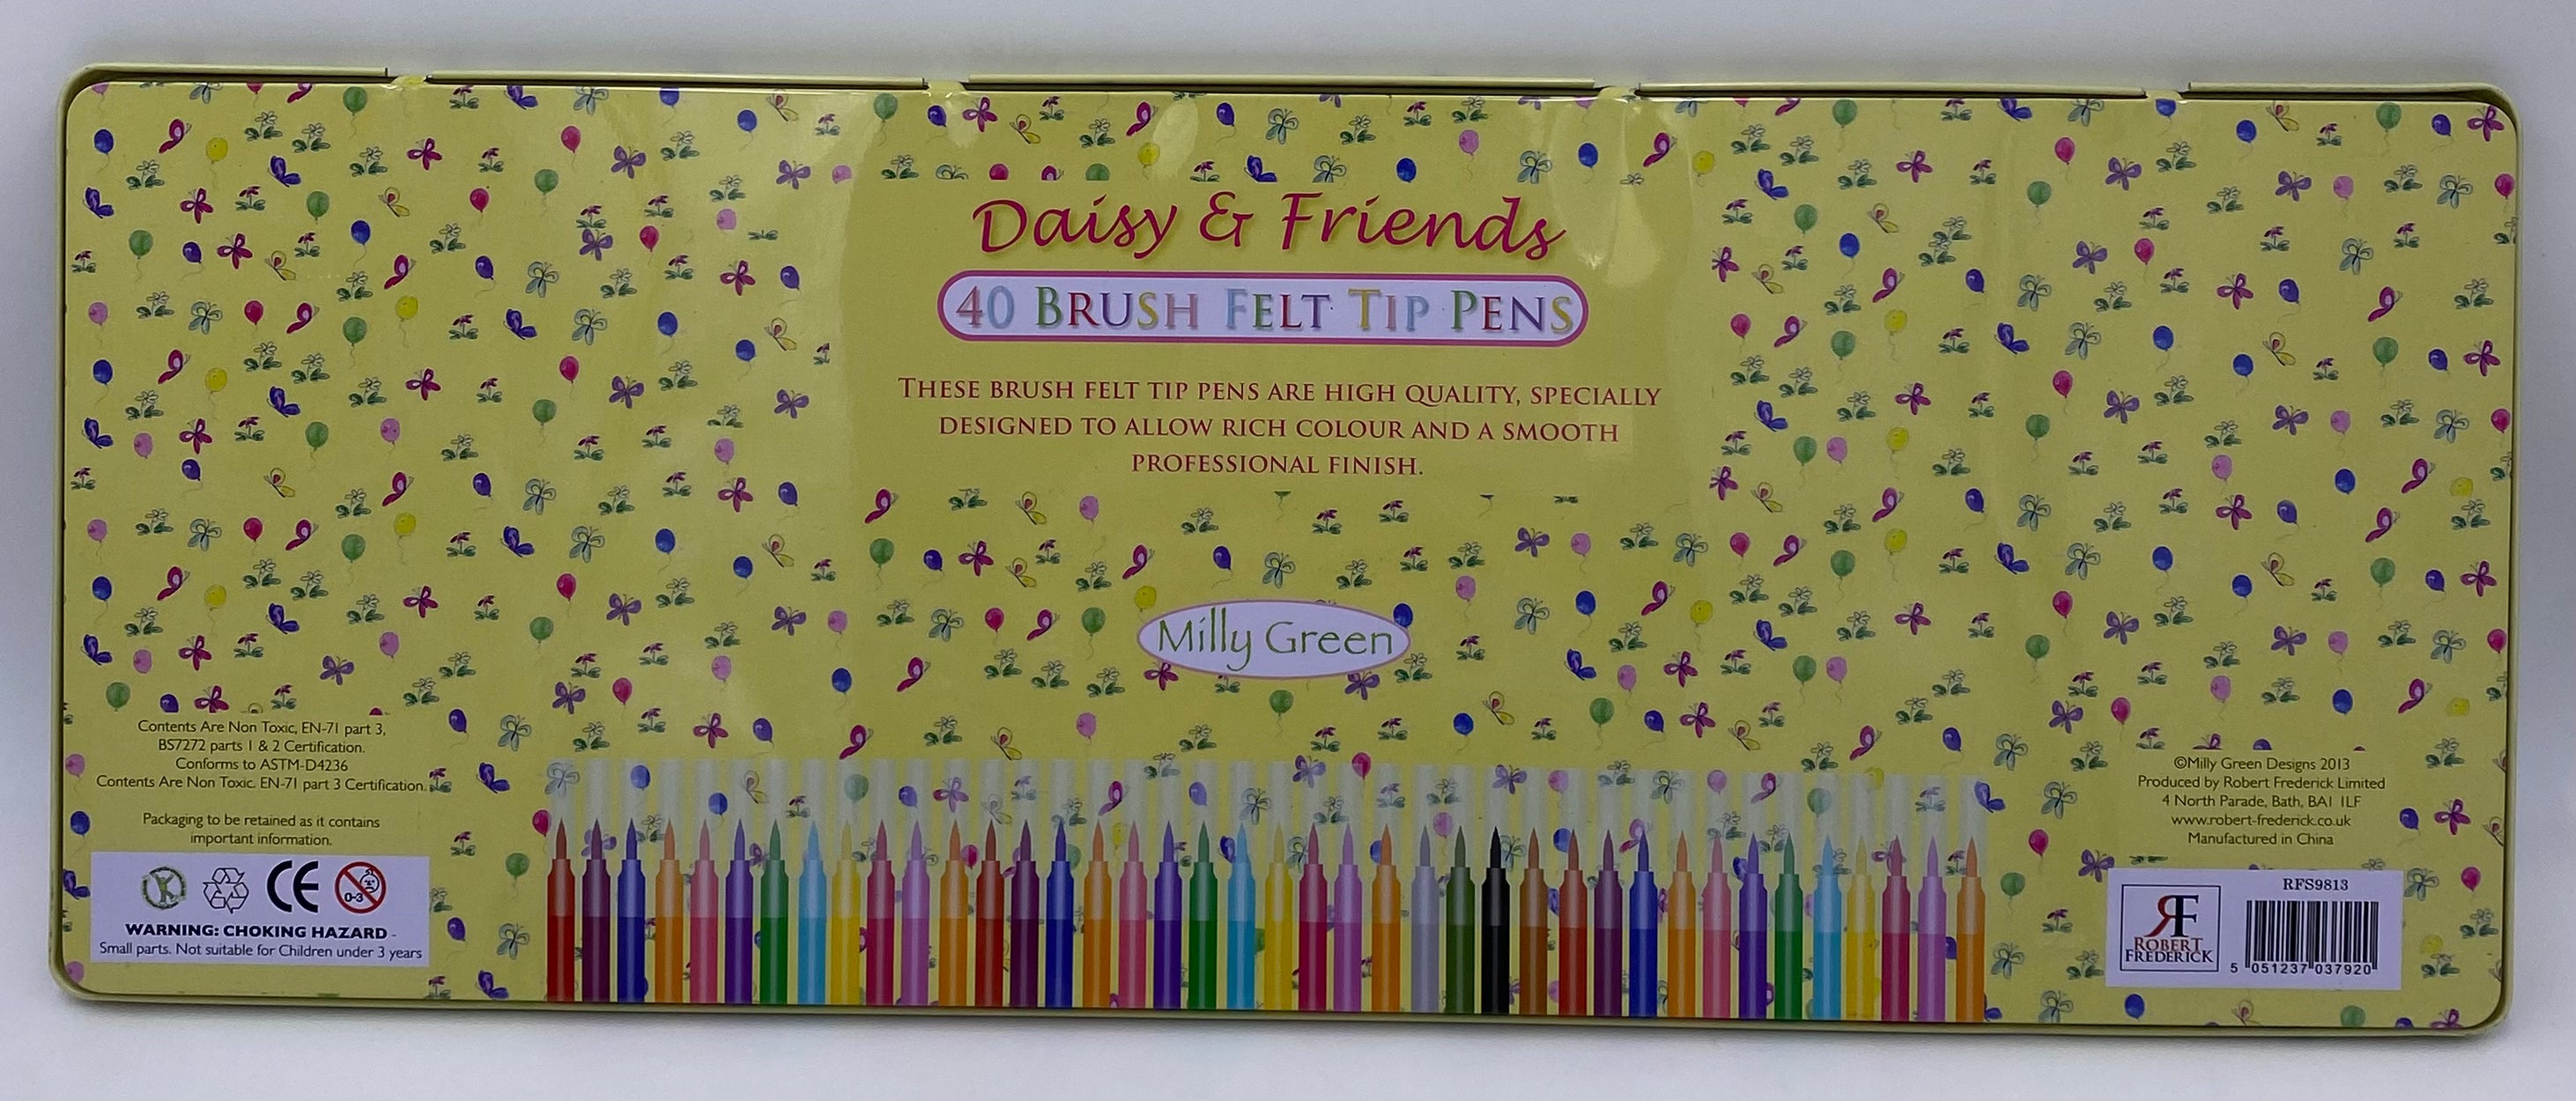 Daisy & Friends
40 BRUSH FELT TIP PENS
THESE BRUSH FELT TIP PENS ARE HIGH QUALITY, SPECIALLY
DESIGNED TO ALLOW RICH COLOUR AND A SMOOTH
PROFESSIONAL FINISH.
Milly Green
Contents Are Non Toxic, EN-71 part 3,
BS7272 parts 1 & 2 Certification.
Conforms to ASTM-D4236
Contents Are Non Toxic. EN-71 part 3 Certification.
Packaging to be retained as it contains
important information.
K
CE
0-3
WARNING: CHOKING HAZARD -
Small parts. Not suitable for Children under 3 years
©Milly Green Designs 2013
Produced by Robert Frederick Limited
4 North Parade, Bath, BA1 1LF
www.robert-frederick.co.uk
Manufactured in China
RF
ROBERT
FREDERICK
RFS9813
5 051237 037920